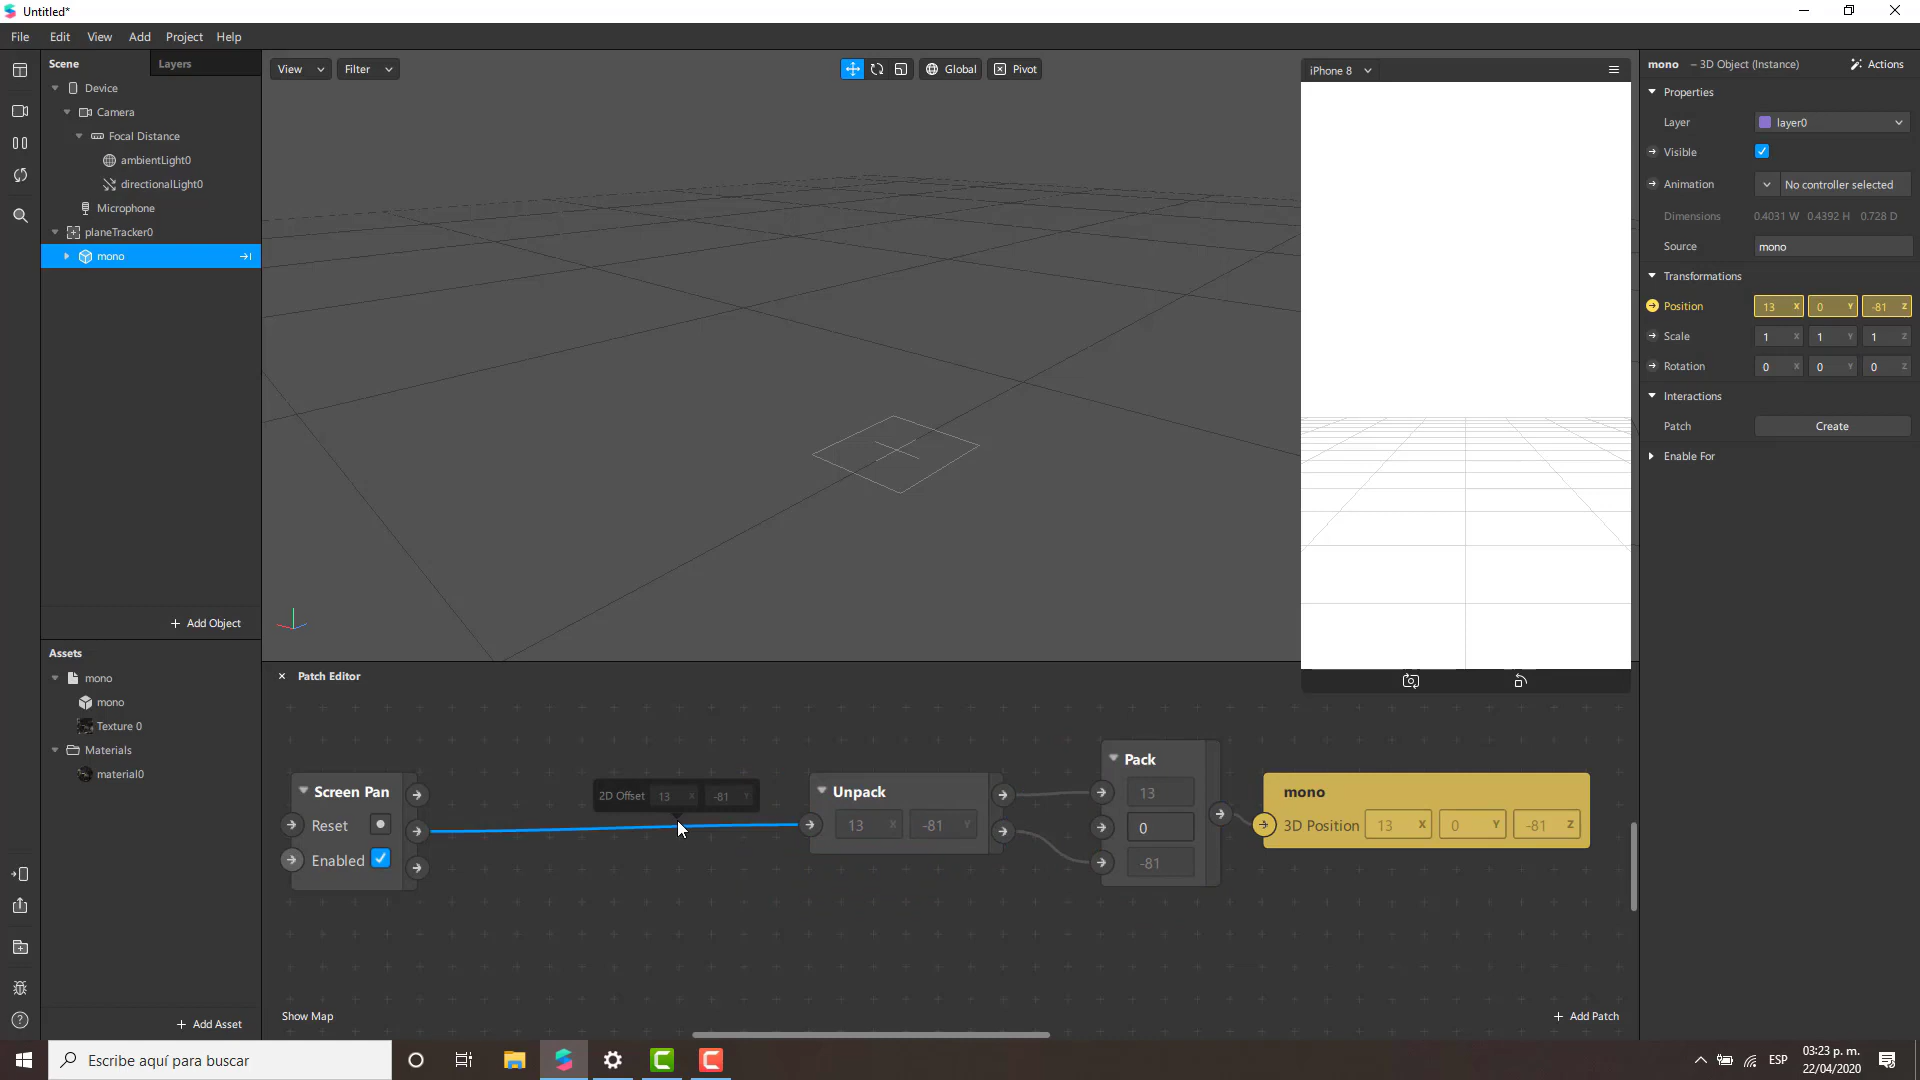 Untitled*
File Edit View Add Project Help
Scene Layers
Device
Camera
Focal Distance
ambientLight0
directionalLight0
Microphone
planeTracker0
mono
+ Add Object
Assets
mono
mono
Texture 0
Materials
material0
+ Add Asset
View Filter Global Pivot
iPhone 8
mono – 3D Object (Instance) Actions
Properties
Layer layer0
Visible
Animation No controller selected
Dimensions 0.4031 W 0.4392 H 0.728 D
Source mono
Transformations
Position 13 X 0 Y -81 Z
Scale 1 X 1 Y 1 Z
Rotation 0 X 0 Y 0 Z
Interactions
Patch Create
Enable For
× Patch Editor
Screen Pan
Reset
Enabled
2D Offset 13 X -81 Y
Unpack
13 X -81 Y
Pack
13
0
-81
mono
3D Position 13 X 0 Y -81 Z
Show Map
+ Add Patch
Escribe aquí para buscar
ESP
03:23 p. m.
22/04/2020